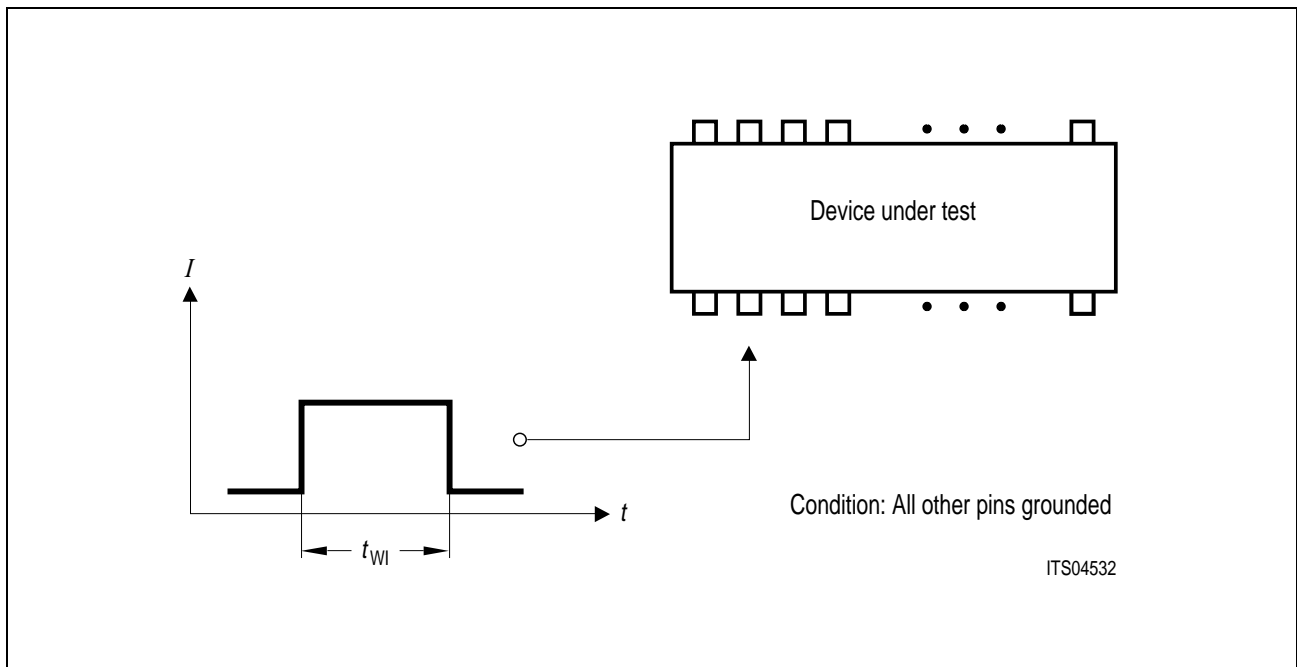 Device under test
I
t
Condition: All other pins grounded
tWI
ITS04532